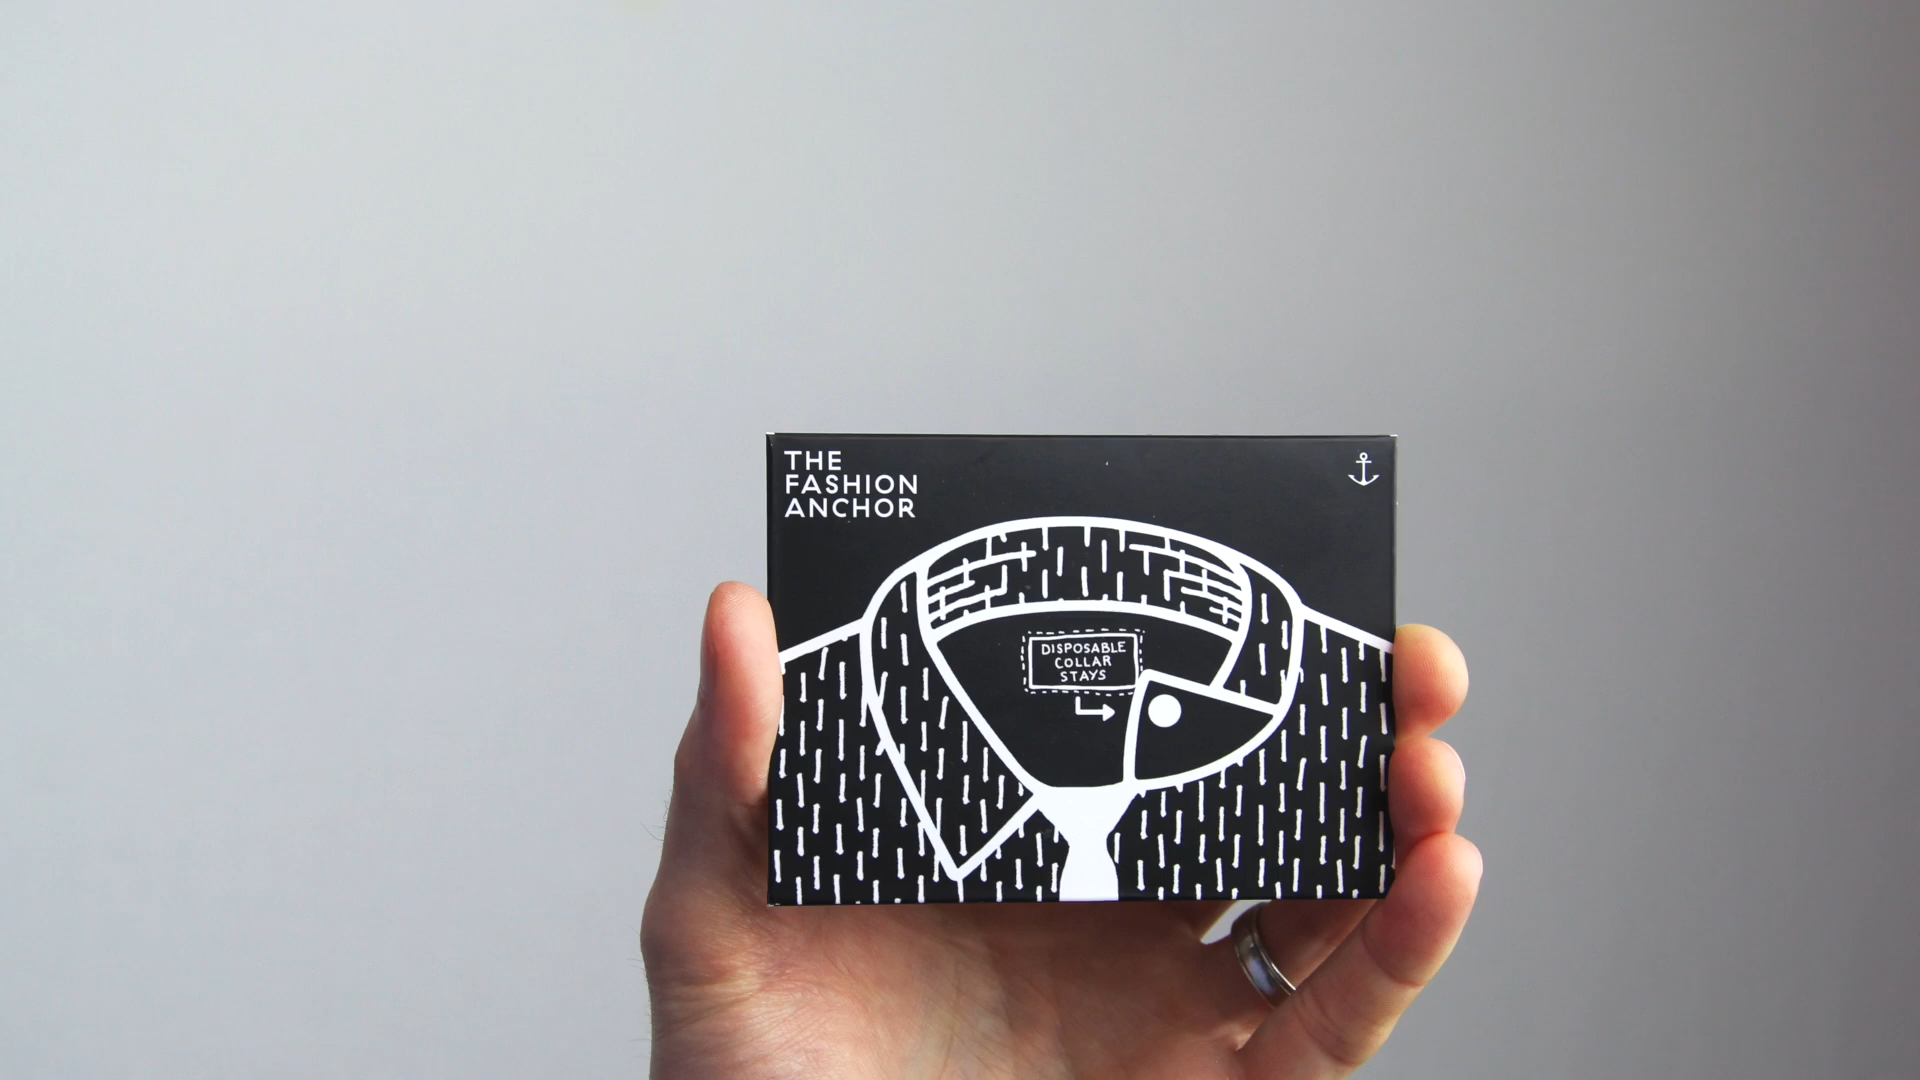 THE
FASHION
ANCHOR
DISPOSABLE
COLLAR
STAYS